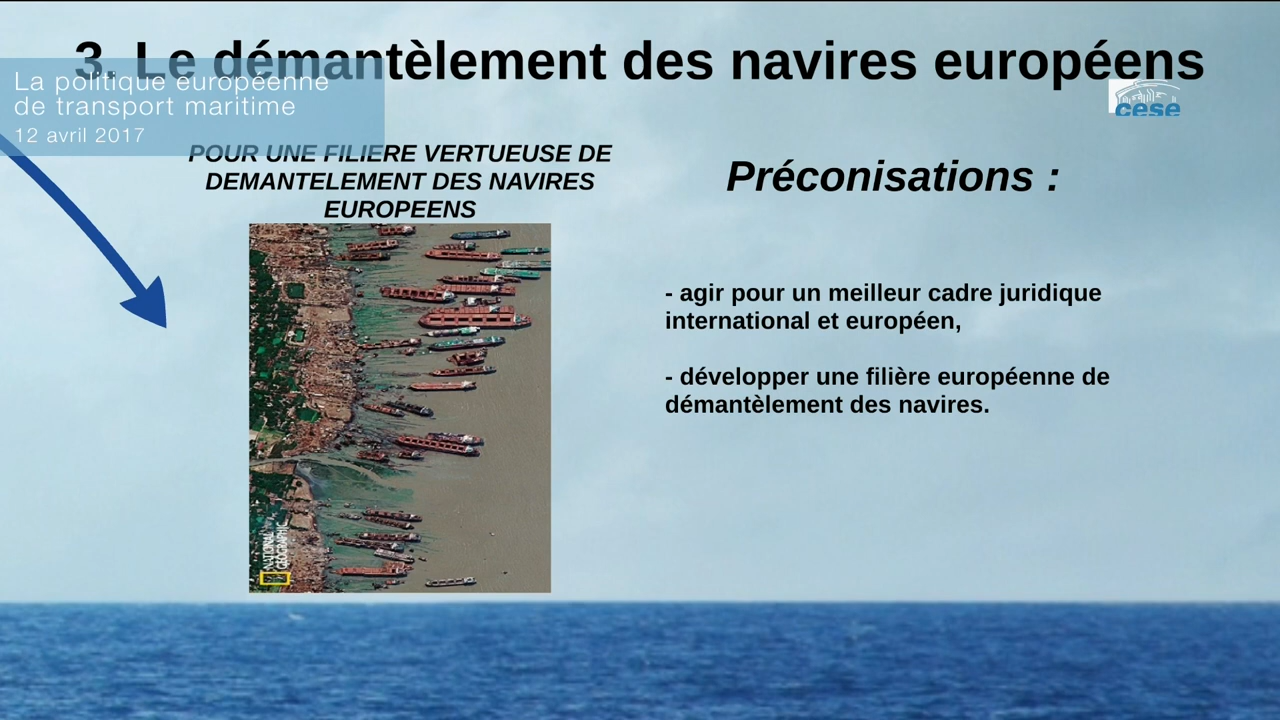 3. Le démantèlement des navires européens
La politique européenne
de transport maritime
12 avril 2017
cese
POUR UNE FILIERE VERTUEUSE DE
DEMANTELEMENT DES NAVIRES
EUROPEENS
NATIONAL
GEOGRAPHIC
Préconisations :
- agir pour un meilleur cadre juridique
international et européen,
- développer une filière européenne de
démantèlement des navires.